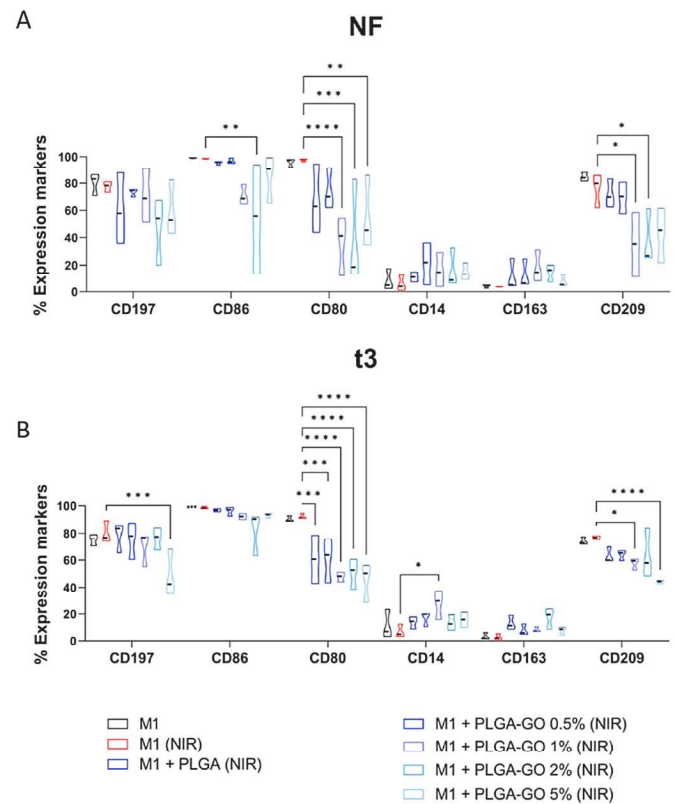 A
NF
% Expression markers
* *
* * *
* * * *
* *
*
*
100
80
60
40
20
0
CD197
CD86
CD80
CD14
CD163
CD209
t3
B
% Expression markers
* * * *
* * * *
* * * *
* * *
* * *
* * *
*
* * * *
*
100
80
60
40
20
0
CD197
CD86
CD80
CD14
CD163
CD209
M1
M1 (NIR)
M1 + PLGA (NIR)
M1 + PLGA-GO 0.5% (NIR)
M1 + PLGA-GO 1% (NIR)
M1 + PLGA-GO 2% (NIR)
M1 + PLGA-GO 5% (NIR)